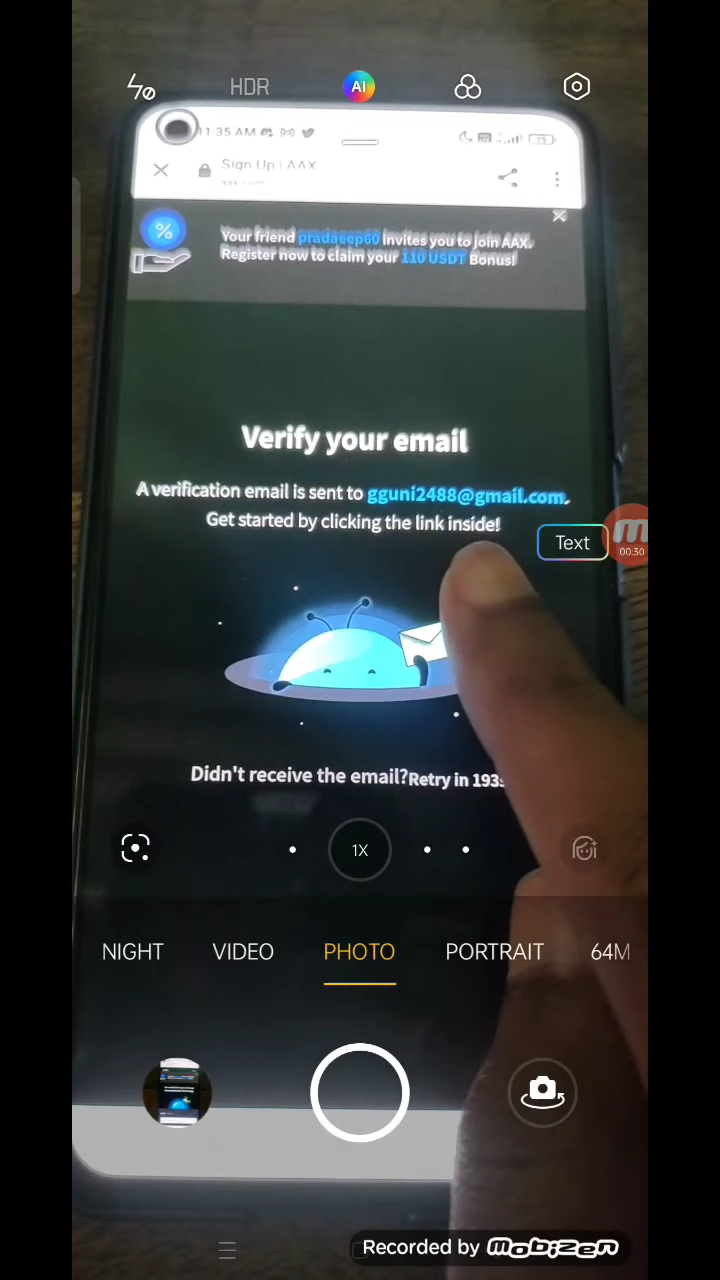 HDR
AI
11:35 AM
Sign Up | AAX
aax.com
%
Your friend pradaeep60 invites you to join AAX.
Register now to claim your 110 USDT Bonus!
Verify your email
A verification email is sent to gguni2488@gmail.com.
Get started by clicking the link inside!
Text
00:30
Didn't receive the email? Retry in 193s
1X
NIGHT VIDEO PHOTO PORTRAIT 64M
Recorded by mobizen